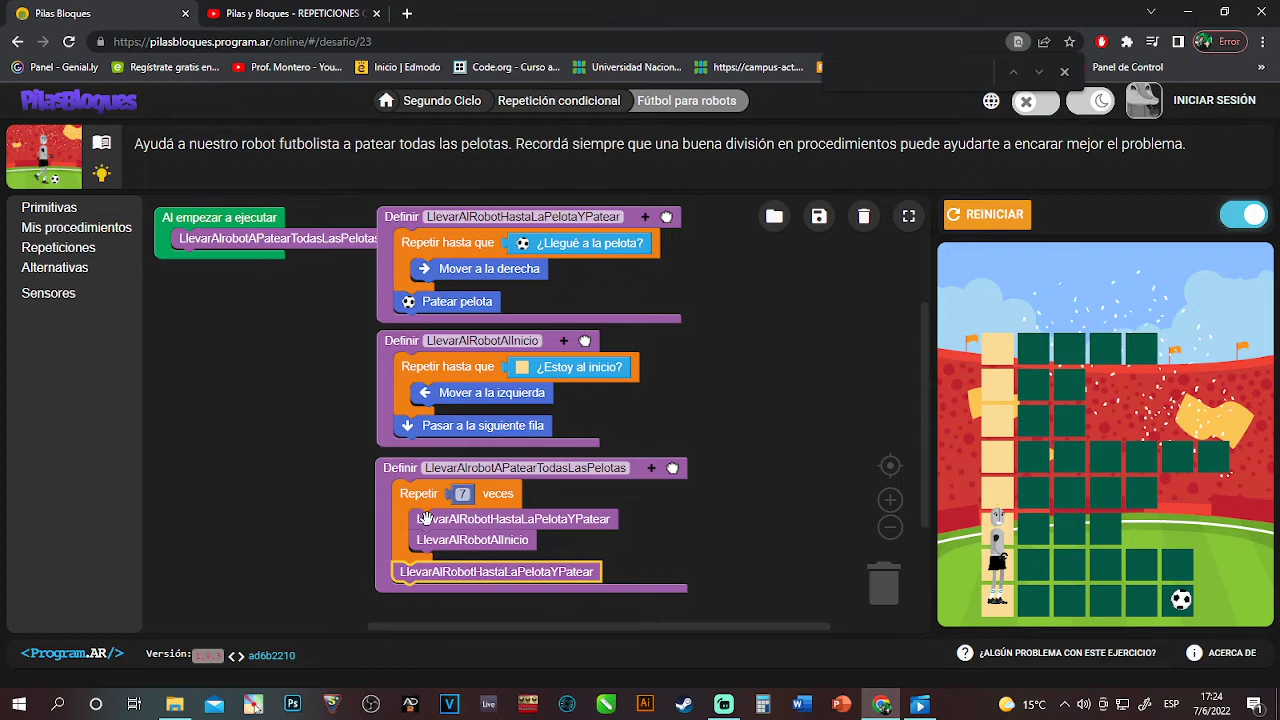 Pilas Bloques
Pilas y Bloques - REPETICIONES
https://pilasbloques.program.ar/online/#/desafio/23
Error
Panel - Genial.ly
Regístrate gratis en...
Prof. Montero - You...
Inicio | Edmodo
Code.org - Curso a...
Universidad Nacional...
https://campus-act...
Panel de Control
PilasBloques
Segundo Ciclo
Repetición condicional
Fútbol para robots
INICIAR SESIÓN
Ayudá a nuestro robot futbolista a patear todas las pelotas. Recordá siempre que una buena división en procedimientos puede ayudarte a encarar mejor el problema.
Primitivas
Mis procedimientos
Repeticiones
Alternativas
Sensores
Al empezar a ejecutar
LlevarAlrobotAPatearTodasLasPelotas
Definir LlevarAlRobotHastaLaPelotaYPatear
Repetir hasta que ¿Llegué a la pelota?
Mover a la derecha
Patear pelota
Definir LlevarAlRobotAlInicio
Repetir hasta que ¿Estoy al inicio?
Mover a la izquierda
Pasar a la siguiente fila
Definir LlevarAlrobotAPatearTodasLasPelotas
Repetir 7 veces
LlevarAlRobotHastaLaPelotaYPatear
LlevarAlRobotAlInicio
LlevarAlRobotHastaLaPelotaYPatear
REINICIAR
<Program.AR/>
Versión: 1.9.3 ad6b2210
¿ALGÚN PROBLEMA CON ESTE EJERCICIO?
ACERCA DE
15°C
ESP
17:24
7/6/2022